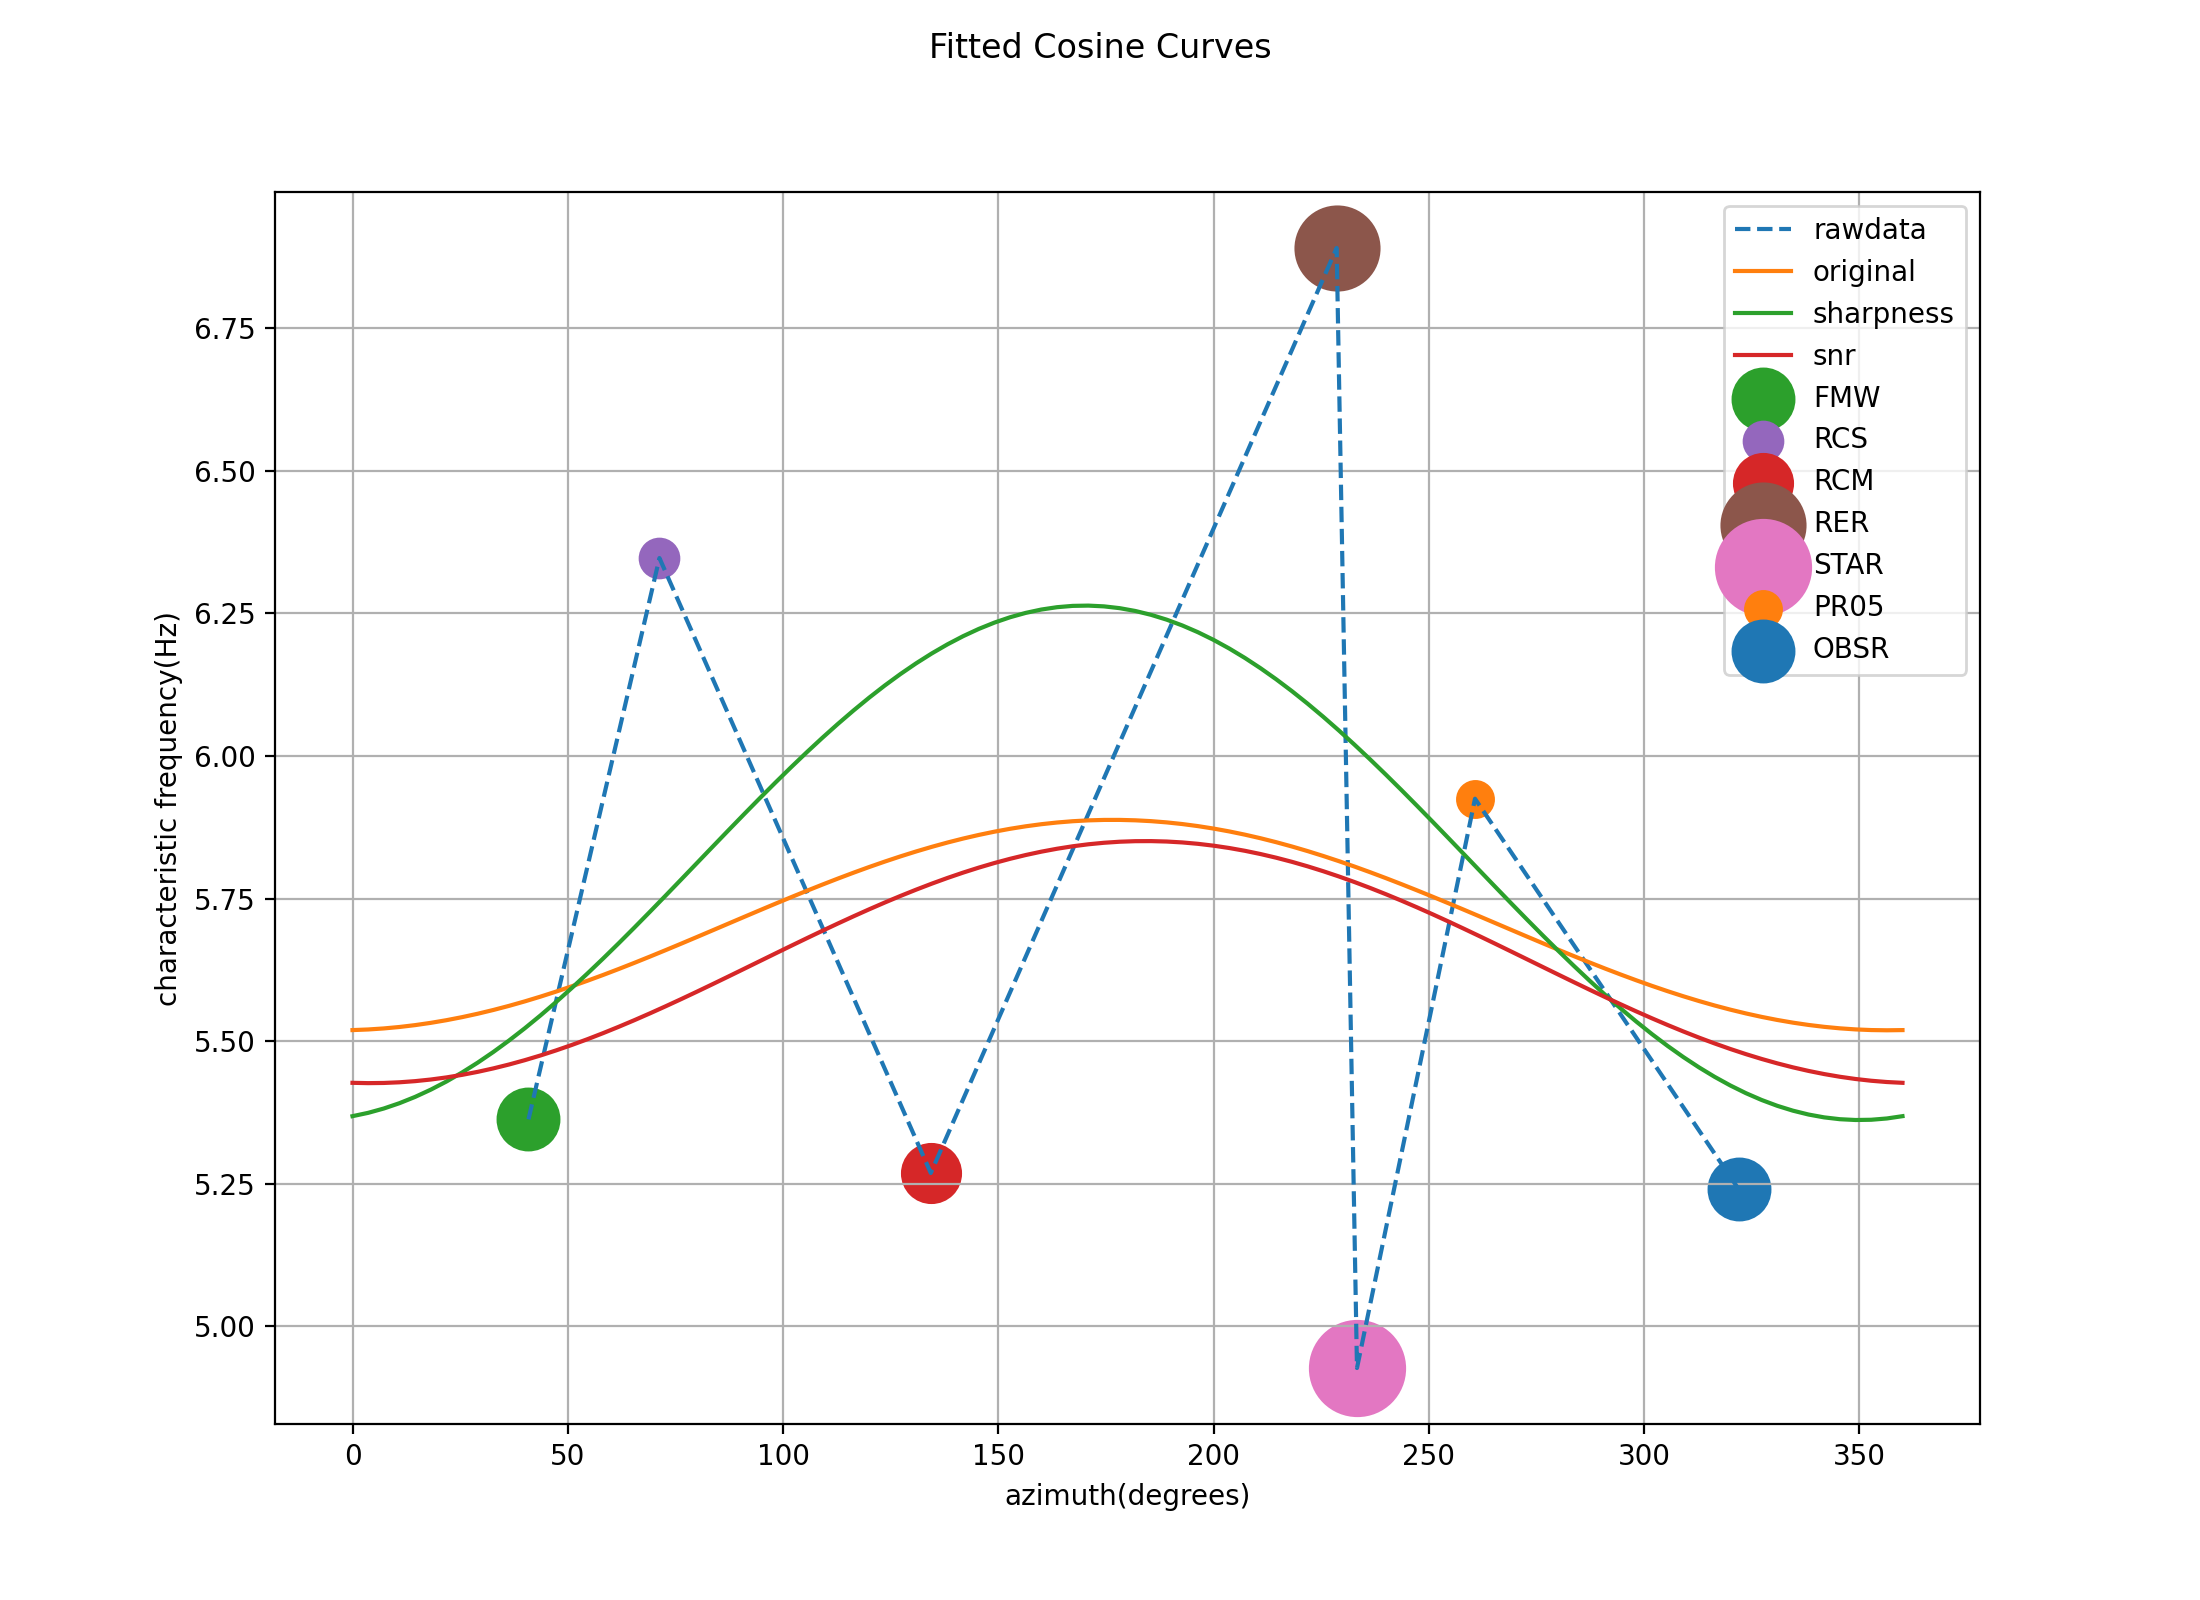 Fitted Cosine Curves
rawdata
original
sharpness
snr
FMW
RCS
RCM
RER
STAR
PR05
OBSR
characteristic frequency(Hz)
6.75
6.50
6.25
6.00
5.75
5.50
5.25
5.00
0 50 100 150 200 250 300 350
azimuth(degrees)